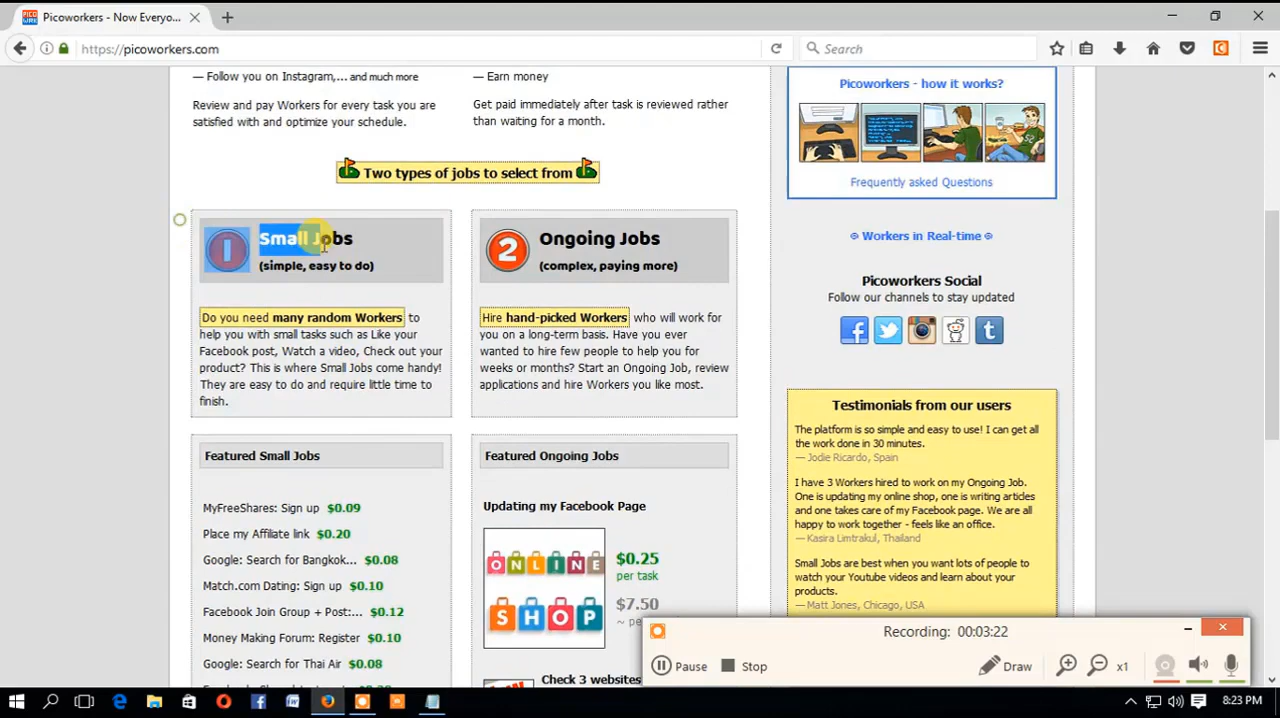 Picoworkers - Now Everyo...
https://picoworkers.com
Search
— Follow you on Instagram,... and much more
Review and pay Workers for every task you are
satisfied with and optimize your schedule.
— Earn money
Get paid immediately after task is reviewed rather
than waiting for a month.
Two types of jobs to select from
1
Small Jobs
(simple, easy to do)
Do you need many random Workers to
help you with small tasks such as Like your
Facebook post, Watch a video, Check out your
product? This is where Small Jobs come handy!
They are easy to do and require little time to
finish.
2
Ongoing Jobs
(complex, paying more)
Hire hand-picked Workers who will work for
you on a long-term basis. Have you ever
wanted to hire few people to help you for
weeks or months? Start an Ongoing Job, review
applications and hire Workers you like most.
Featured Small Jobs
MyFreeShares: Sign up $0.09
Place my Affiliate link $0.20
Google: Search for Bangkok... $0.08
Match.com Dating: Sign up $0.10
Facebook Join Group + Post:... $0.12
Money Making Forum: Register $0.10
Google: Search for Thai Air $0.08
Featured Ongoing Jobs
Updating my Facebook Page
ONLINE
SHOP
$0.25
per task
$7.50
Check 3 websites
Picoworkers - how it works?
Frequently asked Questions
Workers in Real-time
Picoworkers Social
Follow our channels to stay updated
Testimonials from our users
The platform is so simple and easy to use! I can get all
the work done in 30 minutes.
— Jodie Ricardo, Spain
I have 3 Workers hired to work on my Ongoing Job.
One is updating my online shop, one is writing articles
and one takes care of my Facebook page. We are all
happy to work together - feels like an office.
— Kasira Limtrakul, Thailand
Small Jobs are best when you want lots of people to
watch your Youtube videos and learn about your
products.
— Matt Jones, Chicago, USA
Recording: 00:03:22
Pause
Stop
Draw
x1
8:23 PM